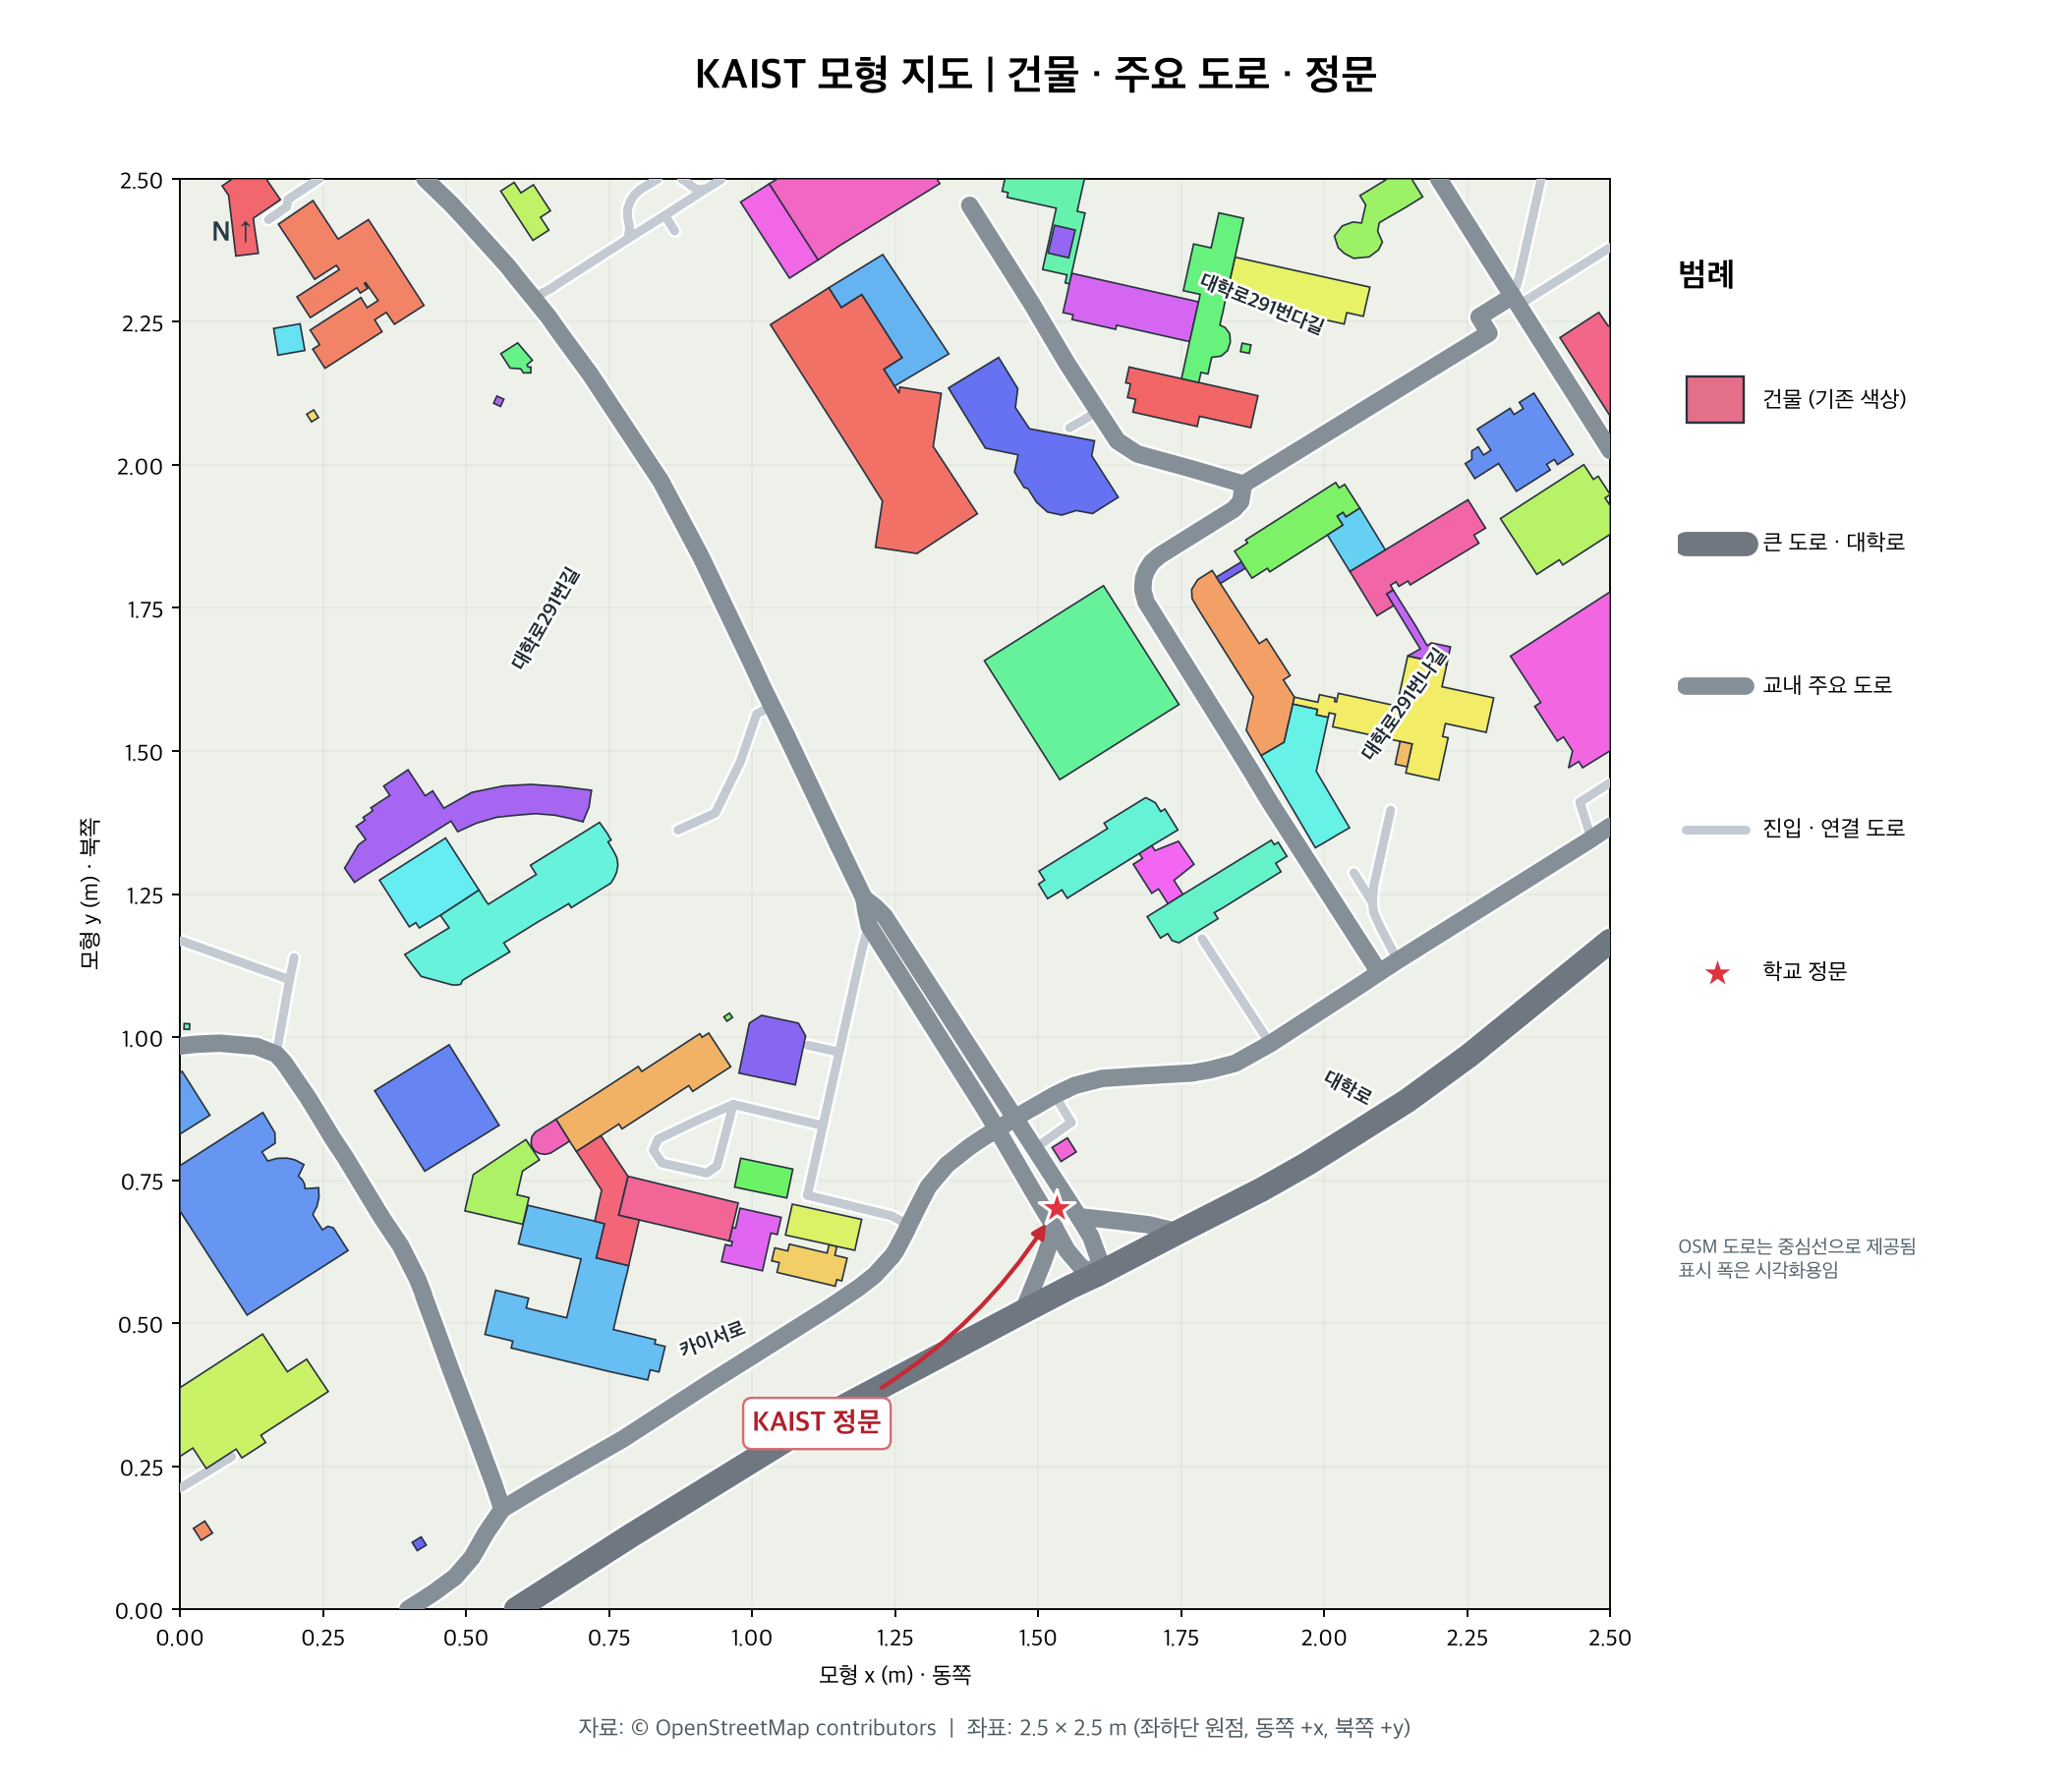 KAIST 모형 지도 | 건물 · 주요 도로 · 정문
N ↑
대학로291번다길
대학로291번길
대학로291번나길
대학로
카이서로
KAIST 정문
2.50
2.25
2.00
1.75
1.50
1.25
1.00
0.75
0.50
0.25
0.00
모형 y (m) · 북쪽
0.00 0.25 0.50 0.75 1.00 1.25 1.50 1.75 2.00 2.25 2.50
모형 x (m) · 동쪽
범례
건물 (기존 색상)
큰 도로 · 대학로
교내 주요 도로
진입 · 연결 도로
학교 정문
OSM 도로는 중심선으로 제공됨
표시 폭은 시각화용임
자료: © OpenStreetMap contributors | 좌표: 2.5 × 2.5 m (좌하단 원점, 동쪽 +x, 북쪽 +y)